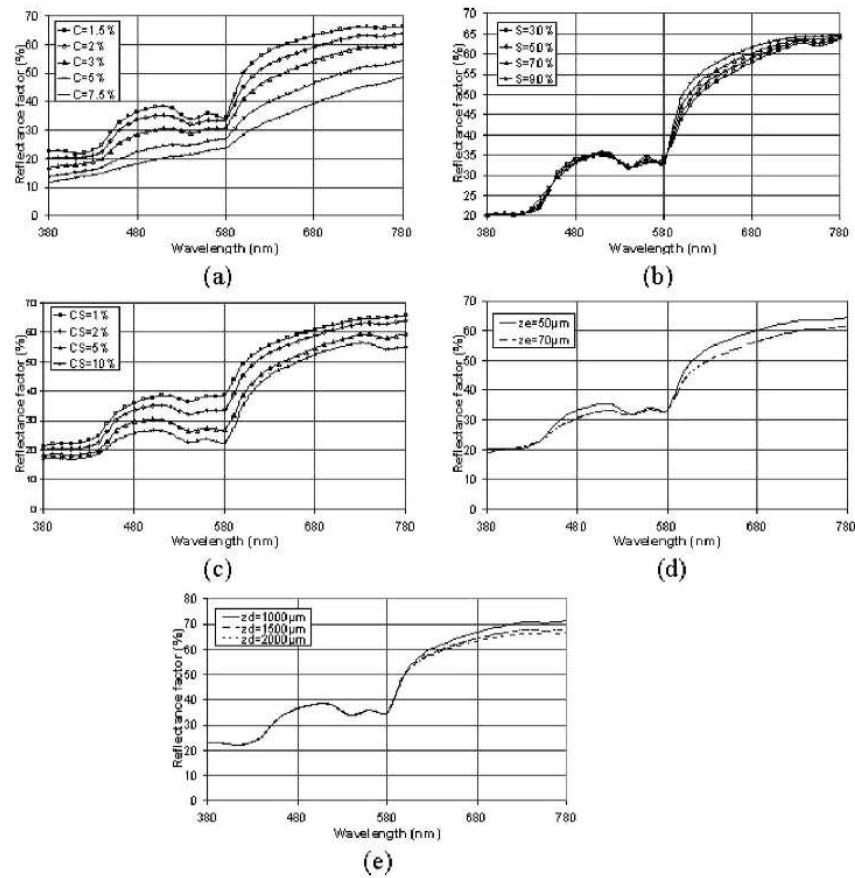 C=1.5%
C=2%
C=3%
C=5%
C=7.5%
Reflectance factor (%)
70
60
50
40
30
20
10
0
380 480 580 680 780
Wavelength (nm)
(a)
S=30%
S=50%
S=70%
S=90%
Reflectance factor (%)
65
60
55
50
45
40
35
30
25
20
380 480 580 680 780
Wavelength (nm)
(b)
CS=1%
CS=2%
CS=5%
CS=10%
Reflectance factor (%)
70
60
50
40
30
20
10
0
380 480 580 680 780
Wavelength (nm)
(c)
ze=50µm
ze=70µm
Reflectance factor (%)
70
60
50
40
30
20
10
0
380 480 580 680 780
Wavelength (nm)
(d)
zd=1000µm
zd=1500µm
zd=2000µm
Reflectance factor (%)
80
70
60
50
40
30
20
10
0
380 480 580 680 780
Wavelength (nm)
(e)